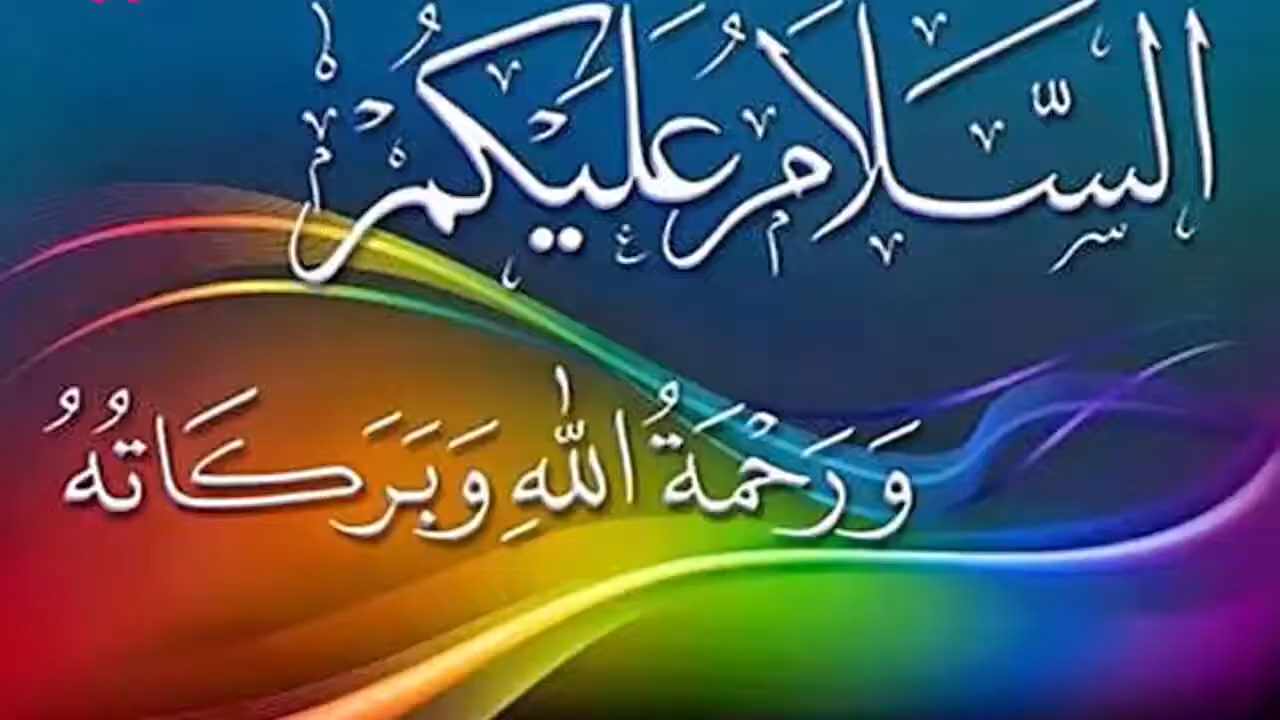 السَّلَامُ عَلَيْكُمْ
وَرَحْمَةُ اللهِ وَبَرَكَاتُهُ